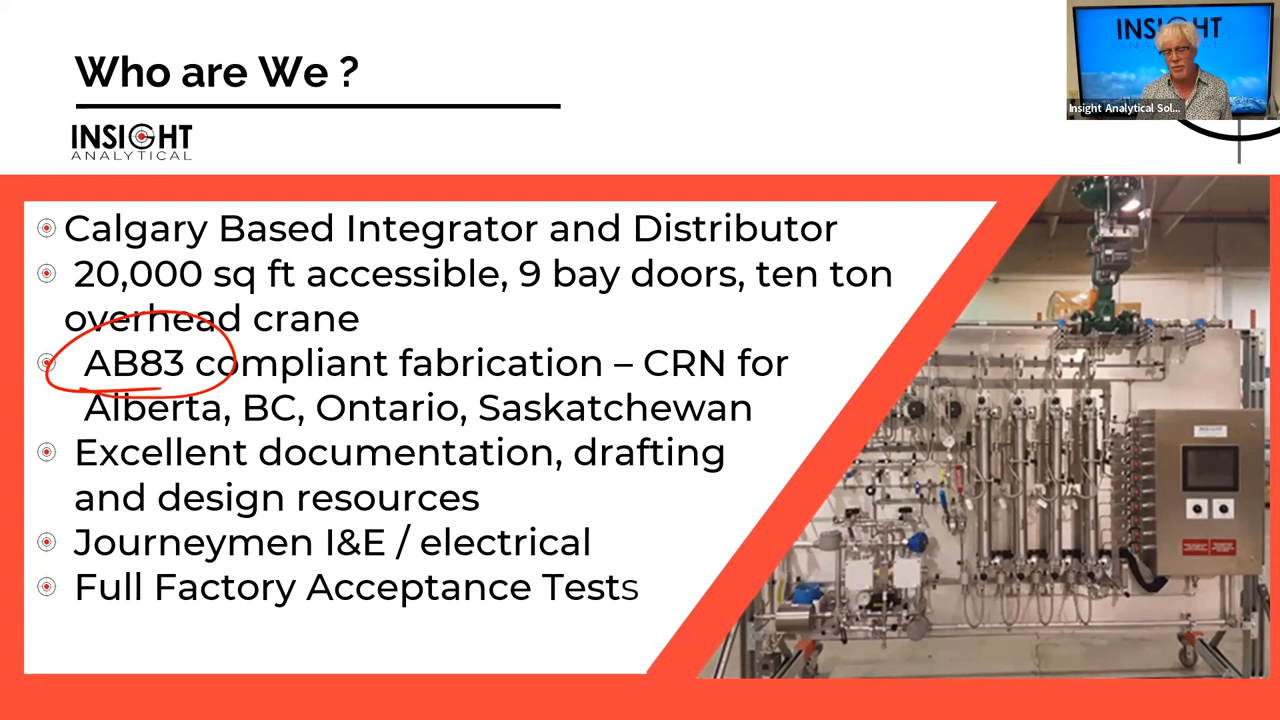 Who are We ?
INSIGHT
ANALYTICAL
INSIGHT
Insight Analytical Sol...
Calgary Based Integrator and Distributor
20,000 sq ft accessible, 9 bay doors, ten ton
overhead crane
AB83 compliant fabrication – CRN for
Alberta, BC, Ontario, Saskatchewan
Excellent documentation, drafting
and design resources
Journeymen I&E / electrical
Full Factory Acceptance Tests